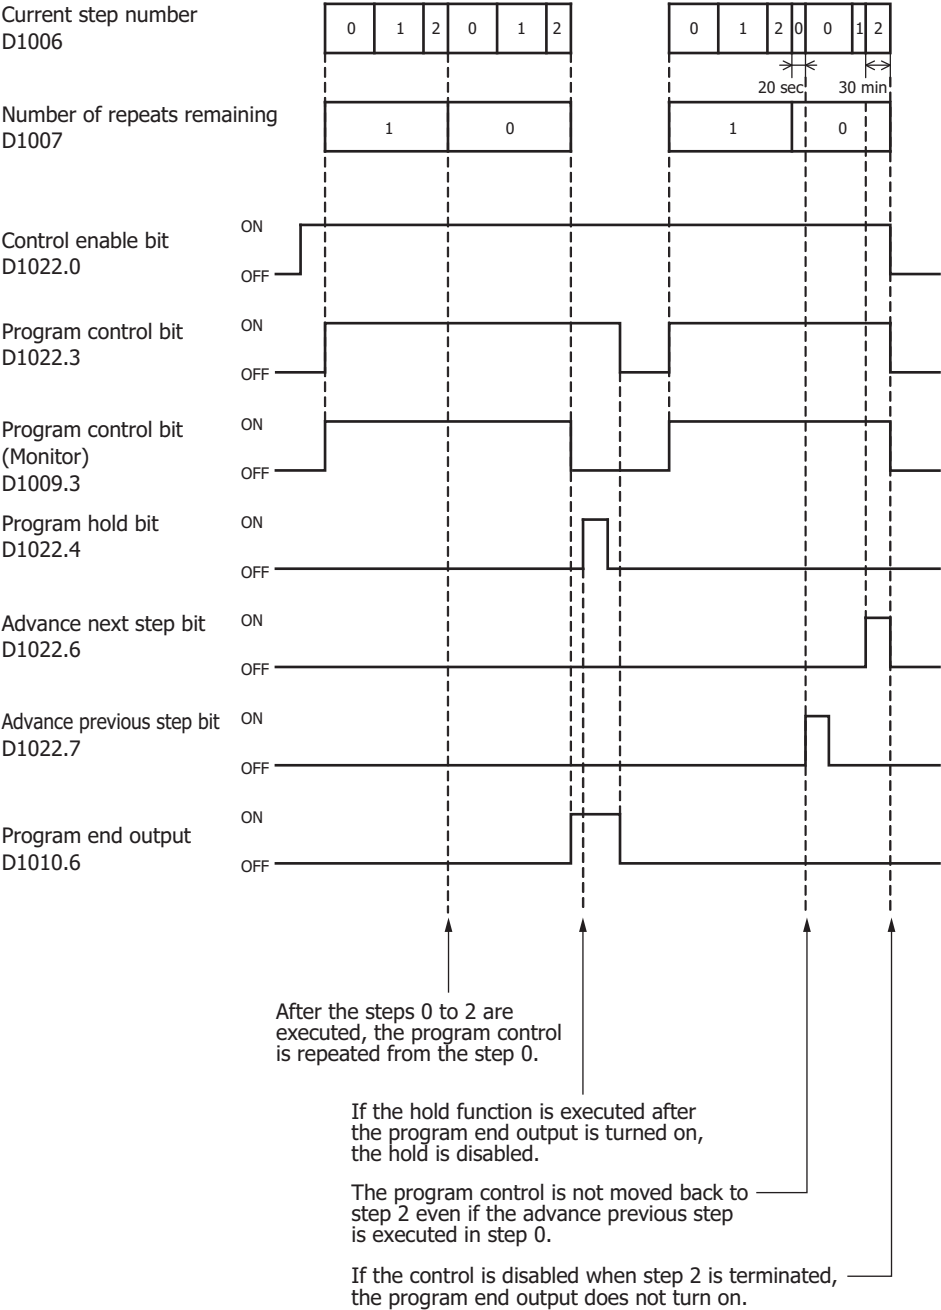 Current step number
D1006
0 1 2 0 1 2
0 1 2 0 0 1 2
20 sec 30 min
Number of repeats remaining
D1007
1 0
1 0
Control enable bit
D1022.0
ON
OFF
Program control bit
D1022.3
ON
OFF
Program control bit
(Monitor)
D1009.3
ON
OFF
Program hold bit
D1022.4
ON
OFF
Advance next step bit
D1022.6
ON
OFF
Advance previous step bit
D1022.7
ON
OFF
Program end output
D1010.6
ON
OFF
After the steps 0 to 2 are
executed, the program control
is repeated from the step 0.
If the hold function is executed after
the program end output is turned on,
the hold is disabled.
The program control is not moved back to
step 2 even if the advance previous step
is executed in step 0.
If the control is disabled when step 2 is terminated,
the program end output does not turn on.